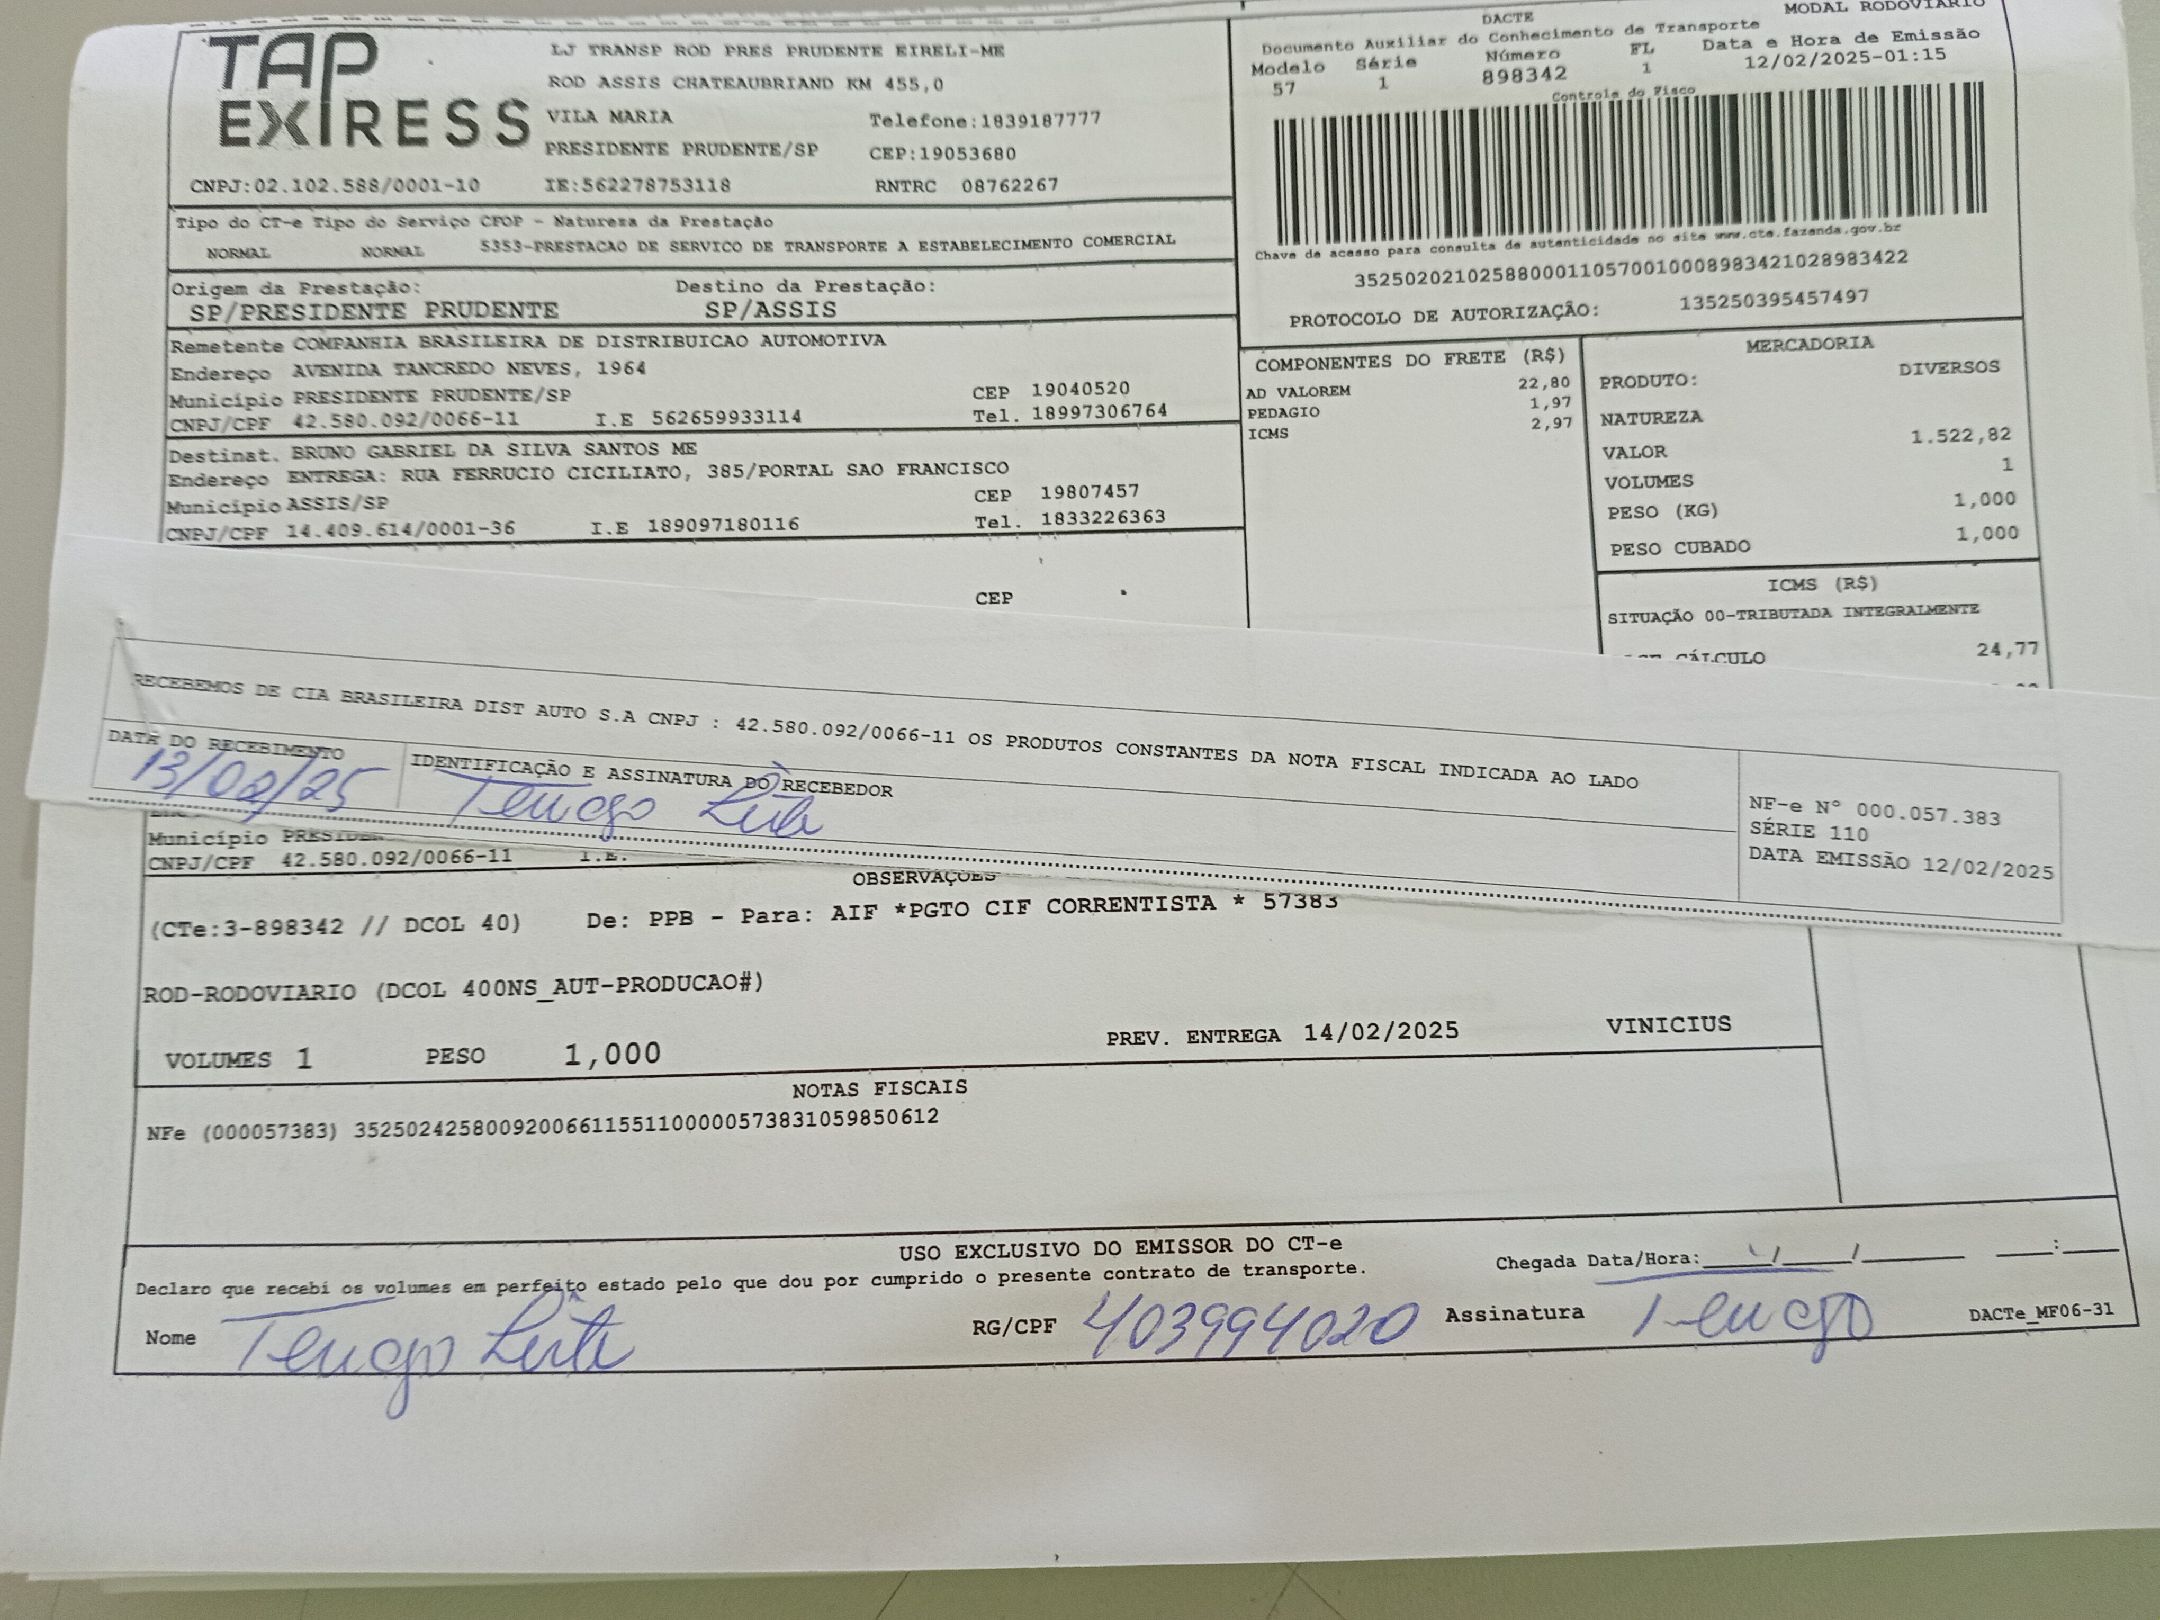 MODAL RODOVIÁRIO
TAP EXPRESS
LJ TRANSP ROD PRES PRUDENTE EIRELI-ME
ROD ASSIS CHATEAUBRIAND KM 455,0
VILA MARIA Telefone:1839187777
PRESIDENTE PRUDENTE/SP CEP:19053680
CNPJ:02.102.588/0001-10 IE:562278753118 RNTRC 08762267
DACTE
Documento Auxiliar do Conhecimento de Transporte
Modelo Série Número FL Data e Hora de Emissão
57 1 898342 1 12/02/2025-01:15
Controle do Fisco
Chave de acesso para consulta de autenticidade no site www.cte.fazenda.gov.br
35250202102588000110570010008983421028983422
PROTOCOLO DE AUTORIZAÇÂO: 135250395457497
Tipo do CT-e Tipo do Serviço CFOP - Natureza da Prestação
NORMAL NORMAL 5353-PRESTACAO DE SERVICO DE TRANSPORTE A ESTABELECIMENTO COMERCIAL
Origem da Prestação: Destino da Prestação:
SP/PRESIDENTE PRUDENTE SP/ASSIS
Remetente COMPANHIA BRASILEIRA DE DISTRIBUICAO AUTOMOTIVA
Endereço AVENIDA TANCREDO NEVES, 1964
Município PRESIDENTE PRUDENTE/SP CEP 19040520
CNPJ/CPF 42.580.092/0066-11 I.E 562659933114 Tel. 18997306764
Destinat. BRUNO GABRIEL DA SILVA SANTOS ME
Endereço ENTREGA: RUA FERRUCIO CICILIATO, 385/PORTAL SAO FRANCISCO
Município ASSIS/SP CEP 19807457
CNPJ/CPF 14.409.614/0001-36 I.E 189097180116 Tel. 1833226363
CEP
COMPONENTES DO FRETE (R$)
AD VALOREM 22,80
PEDAGIO 1,97
ICMS 2,97
MERCADORIA
PRODUTO: DIVERSOS
NATUREZA
VALOR 1.522,82
VOLUMES 1
PESO (KG) 1,000
PESO CUBADO 1,000
ICMS (R$)
SITUAÇÃO 00-TRIBUTADA INTEGRALMENTE
CÁLCULO 24,77
RECEBEMOS DE CIA BRASILEIRA DIST AUTO S.A CNPJ : 42.580.092/0066-11 OS PRODUTOS CONSTANTES DA NOTA FISCAL INDICADA AO LADO
DATA DO RECEBIMENTO IDENTIFICAÇÃO E ASSINATURA DO RECEBEDOR
13/02/25
NF-e N° 000.057.383
SÉRIE 110
DATA EMISSÃO 12/02/2025
Município
CNPJ/CPF 42.580.092/0066-11 I.E.
OBSERVAÇOES
(CTe:3-898342 // DCOL 40) De: PPB - Para: AIF *PGTO CIF CORRENTISTA * 57383
ROD-RODOVIARIO (DCOL 400NS_AUT-PRODUCAO#)
VOLUMES 1 PESO 1,000 PREV. ENTREGA 14/02/2025 VINICIUS
NOTAS FISCAIS
NFe (000057383) 35250242580092006611551100000573831059850612
USO EXCLUSIVO DO EMISSOR DO CT-e
Declaro que recebi os volumes em perfeito estado pelo que dou por cumprido o presente contrato de transporte. Chegada Data/Hora:____/____/______ ___:___
Nome RG/CPF 403994020 Assinatura DACTe_MF06-31